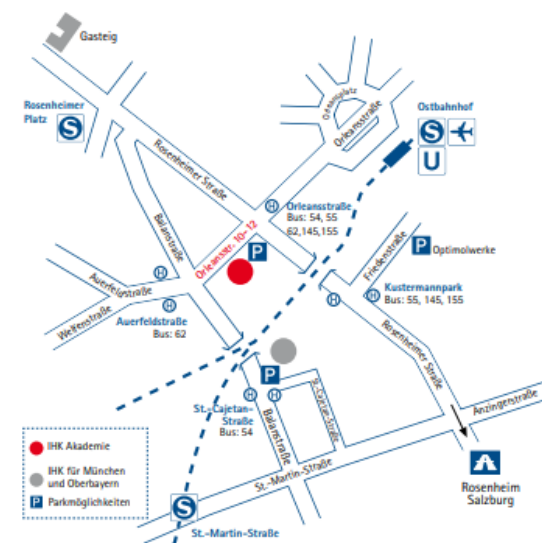 Gasteig
Rosenheimer
Platz
S
Rosenheimer Straße
Orleansplatz
Orleansstraße
Ostbahnhof
S
U
H
Orleansstraße
Bus: 54, 55
62,145,155
Orleansstr. 10-12
P
Balanstraße
Friedenstraße
P
Optimolwerke
H
Auerfeldstraße
H
Welfenstraße
Auerfeldstraße
Bus: 62
H
H
Kustermannpark
Bus: 55, 145, 155
Rosenheimer Straße
P
H
H
St.-Cajetan-
Straße
Bus: 54
Balanstraße
St.-Cajetan-Straße
Anzingerstraße
St.-Martin-Straße
IHK Akademie
IHK für München
und Oberbayern
P
Parkmöglichkeiten
S
St.-Martin-Straße
Rosenheim
Salzburg